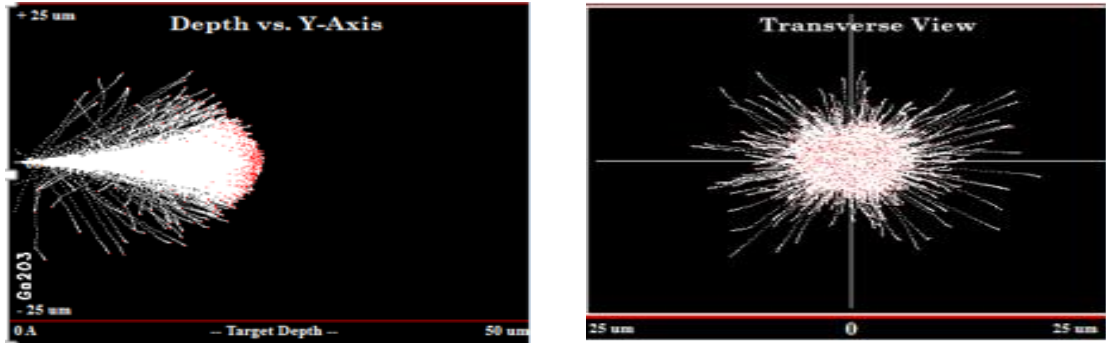 + 25 um
Depth vs. Y-Axis
Ga2O3
- 25 um
0 A
-- Target Depth --
50 um
Transverse View
25 um
0
25 um